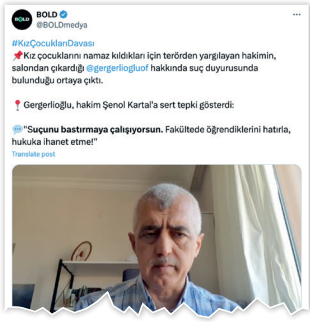 BOLD
@BOLDmedya
#KızÇocuklarıDavası
📌Kız çocuklarını namaz kıldıkları için terörden yargılayan hakimin,
salondan çıkardığı @gergerliogluof hakkında suç duyurusunda
bulunduğu ortaya çıktı.
📍Gergerlioğlu, hakim Şenol Kartal'a sert tepki gösterdi:
💬"Suçunu bastırmaya çalışıyorsun. Fakültede öğrendiklerini hatırla,
hukuka ihanet etme!"
Translate post